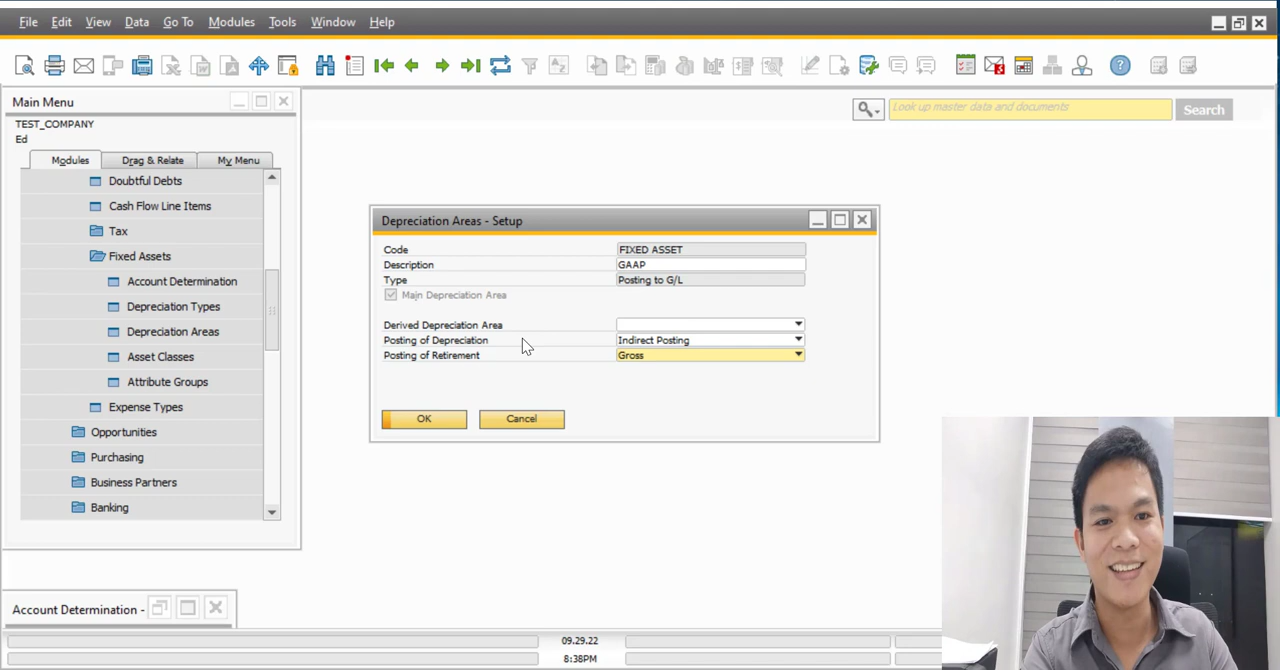 File Edit View Data Go To Modules Tools Window Help
Look up master data and documents
Search
Main Menu
TEST_COMPANY
Ed
Modules Drag & Relate My Menu
Doubtful Debts
Cash Flow Line Items
Tax
Fixed Assets
Account Determination
Depreciation Types
Depreciation Areas
Asset Classes
Attribute Groups
Expense Types
Opportunities
Purchasing
Business Partners
Banking
Depreciation Areas - Setup
Code FIXED ASSET
Description GAAP
Type Posting to G/L
Main Depreciation Area
Derived Depreciation Area
Posting of Depreciation Indirect Posting
Posting of Retirement Gross
OK Cancel
Account Determination -
09.29.22
8:38PM